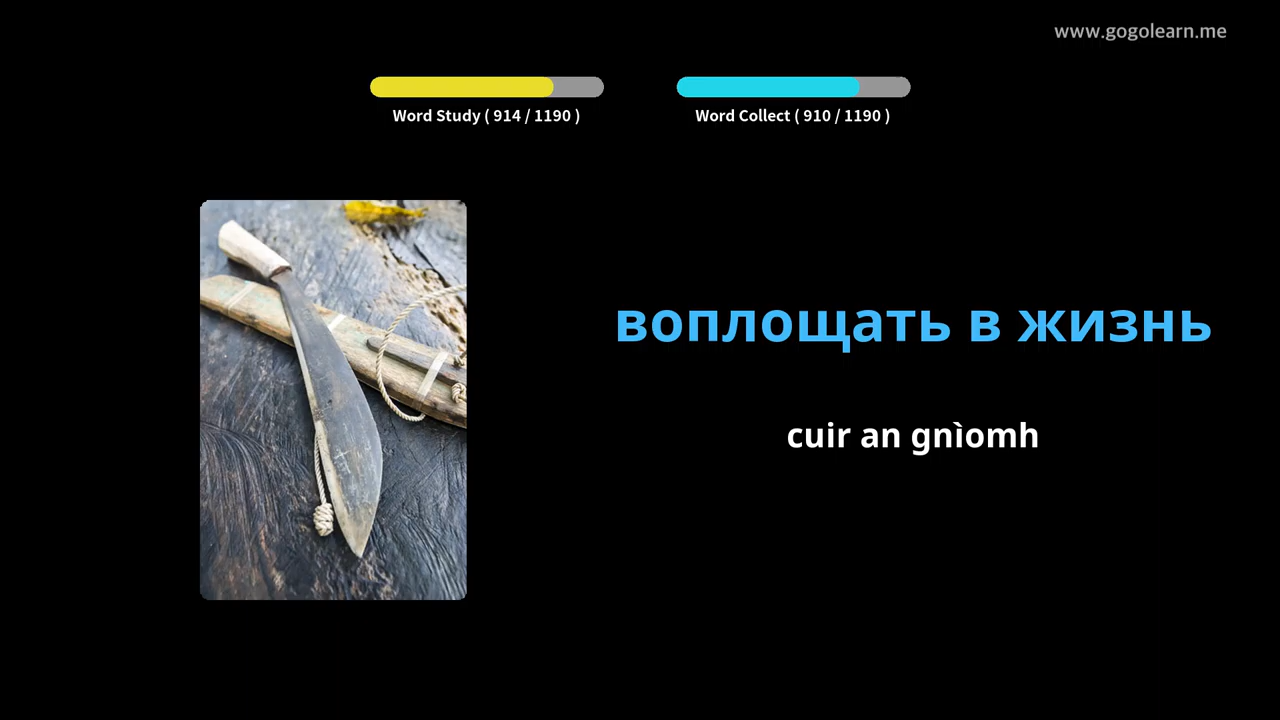 www.gogolearn.me
Word Study ( 914 / 1190 )
Word Collect ( 910 / 1190 )
воплощать в жизнь
cuir an gnìomh